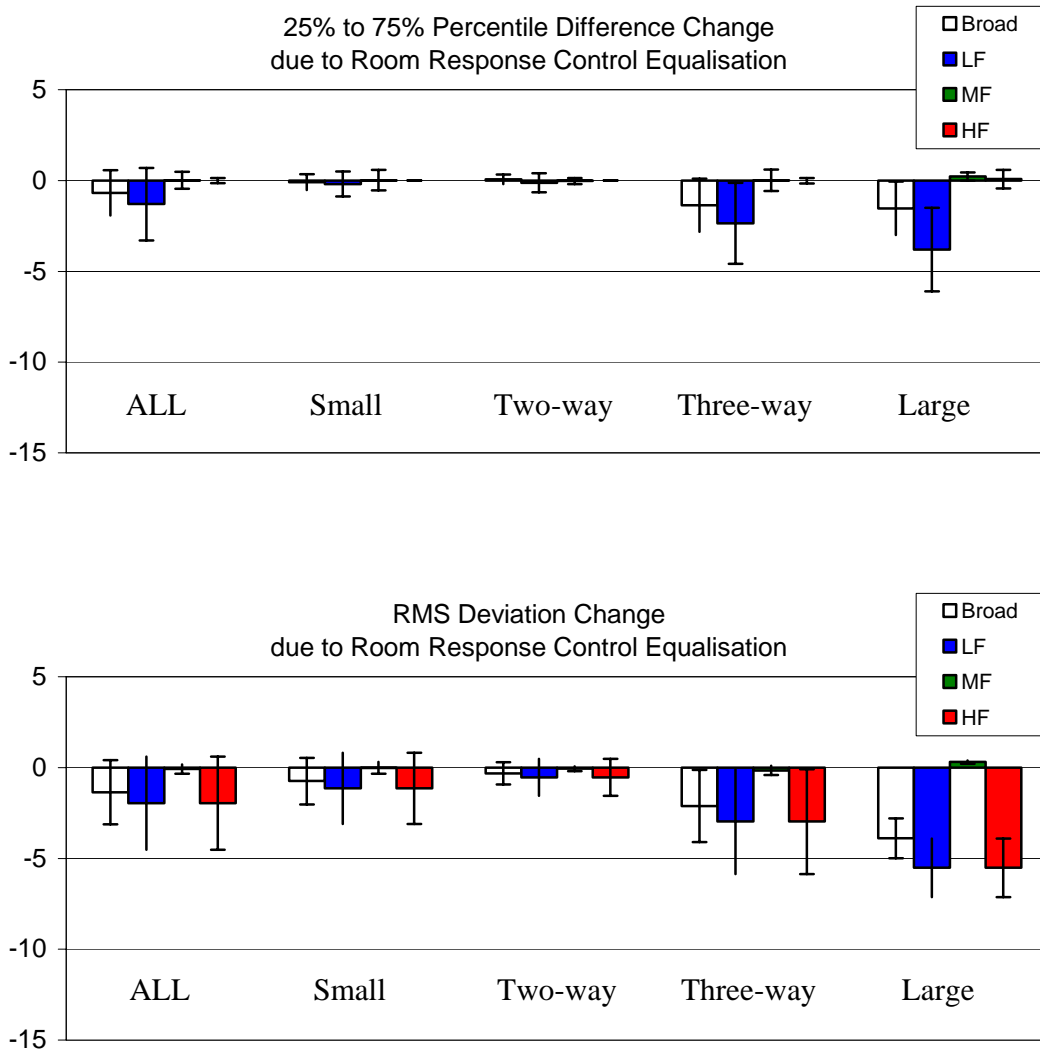 25% to 75% Percentile Difference Change
due to Room Response Control Equalisation
Broad
LF
MF
HF
5
0
-5
-10
-15
ALL Small Two-way Three-way Large
RMS Deviation Change
due to Room Response Control Equalisation
Broad
LF
MF
HF
5
0
-5
-10
-15
ALL Small Two-way Three-way Large